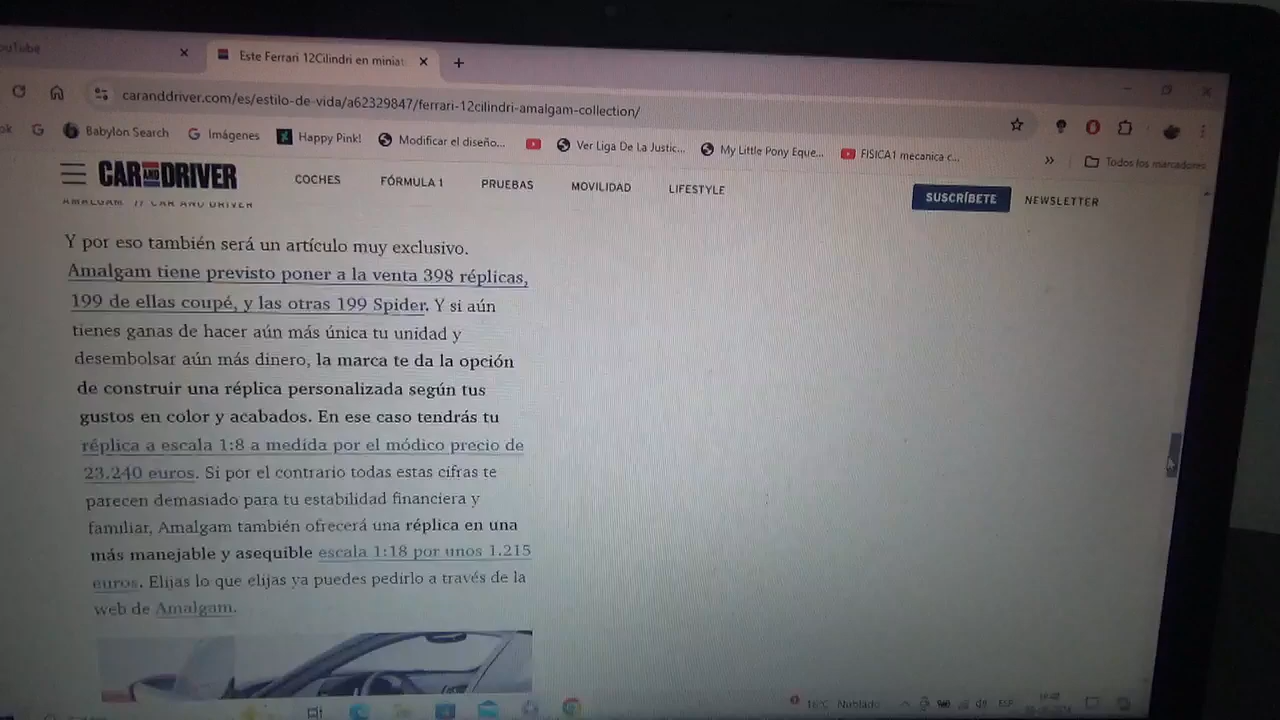 ouTube
Este Ferrari 12Cilindri en miniat
caranddriver.com/es/estilo-de-vida/a62329847/ferrari-12cilindri-amalgam-collection/
ok
Babylon Search
Imágenes
Happy Pink!
Modificar el diseño...
Ver Liga De La Justic...
My Little Pony Eque...
FISICA1 mecanica c...
Todos los marcadores
CAR AND DRIVER
COCHES
FÓRMULA 1
PRUEBAS
MOVILIDAD
LIFESTYLE
SUSCRÍBETE
NEWSLETTER
AMALGAM // CAR AND DRIVER
Y por eso también será un artículo muy exclusivo.
Amalgam tiene previsto poner a la venta 398 réplicas,
199 de ellas coupé, y las otras 199 Spider. Y si aún
tienes ganas de hacer aún más única tu unidad y
desembolsar aún más dinero, la marca te da la opción
de construir una réplica personalizada según tus
gustos en color y acabados. En ese caso tendrás tu
réplica a escala 1:8 a medida por el módico precio de
23.240 euros. Si por el contrario todas estas cifras te
parecen demasiado para tu estabilidad financiera y
familiar, Amalgam también ofrecerá una réplica en una
más manejable y asequible escala 1:18 por unos 1.215
euros. Elijas lo que elijas ya puedes pedirlo a través de la
web de Amalgam.
16°C Nublado
ESP